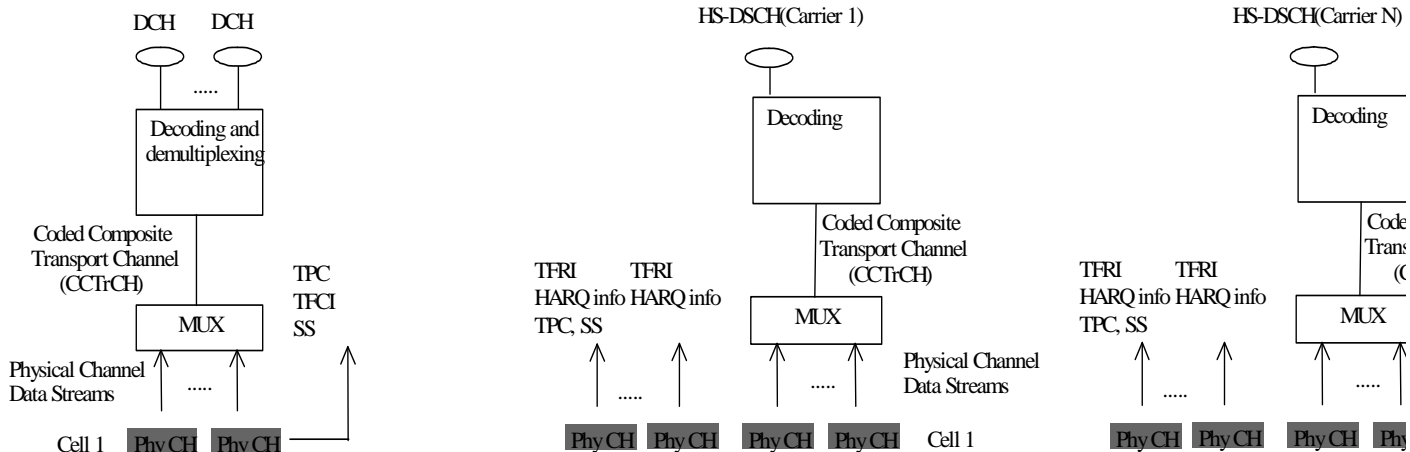 DCH DCH
.....
Decoding and
demultiplexing
Coded Composite
Transport Channel
(CCTrCH)
TPC
TFCI
SS
MUX
Physical Channel
Data Streams
.....
Cell 1 Phy CH Phy CH
HS-DSCH(Carrier 1)
Decoding
Coded Composite
Transport Channel
(CCTrCH)
TFRI TFRI
HARQ info HARQ info
TPC, SS
MUX
Physical Channel
Data Streams
..... .....
Phy CH Phy CH Phy CH Phy CH Cell 1
HS-DSCH(Carrier N)
Decoding
TFRI TFRI
HARQ info HARQ info
TPC, SS
MUX
..... .....
Phy CH Phy CH Phy CH